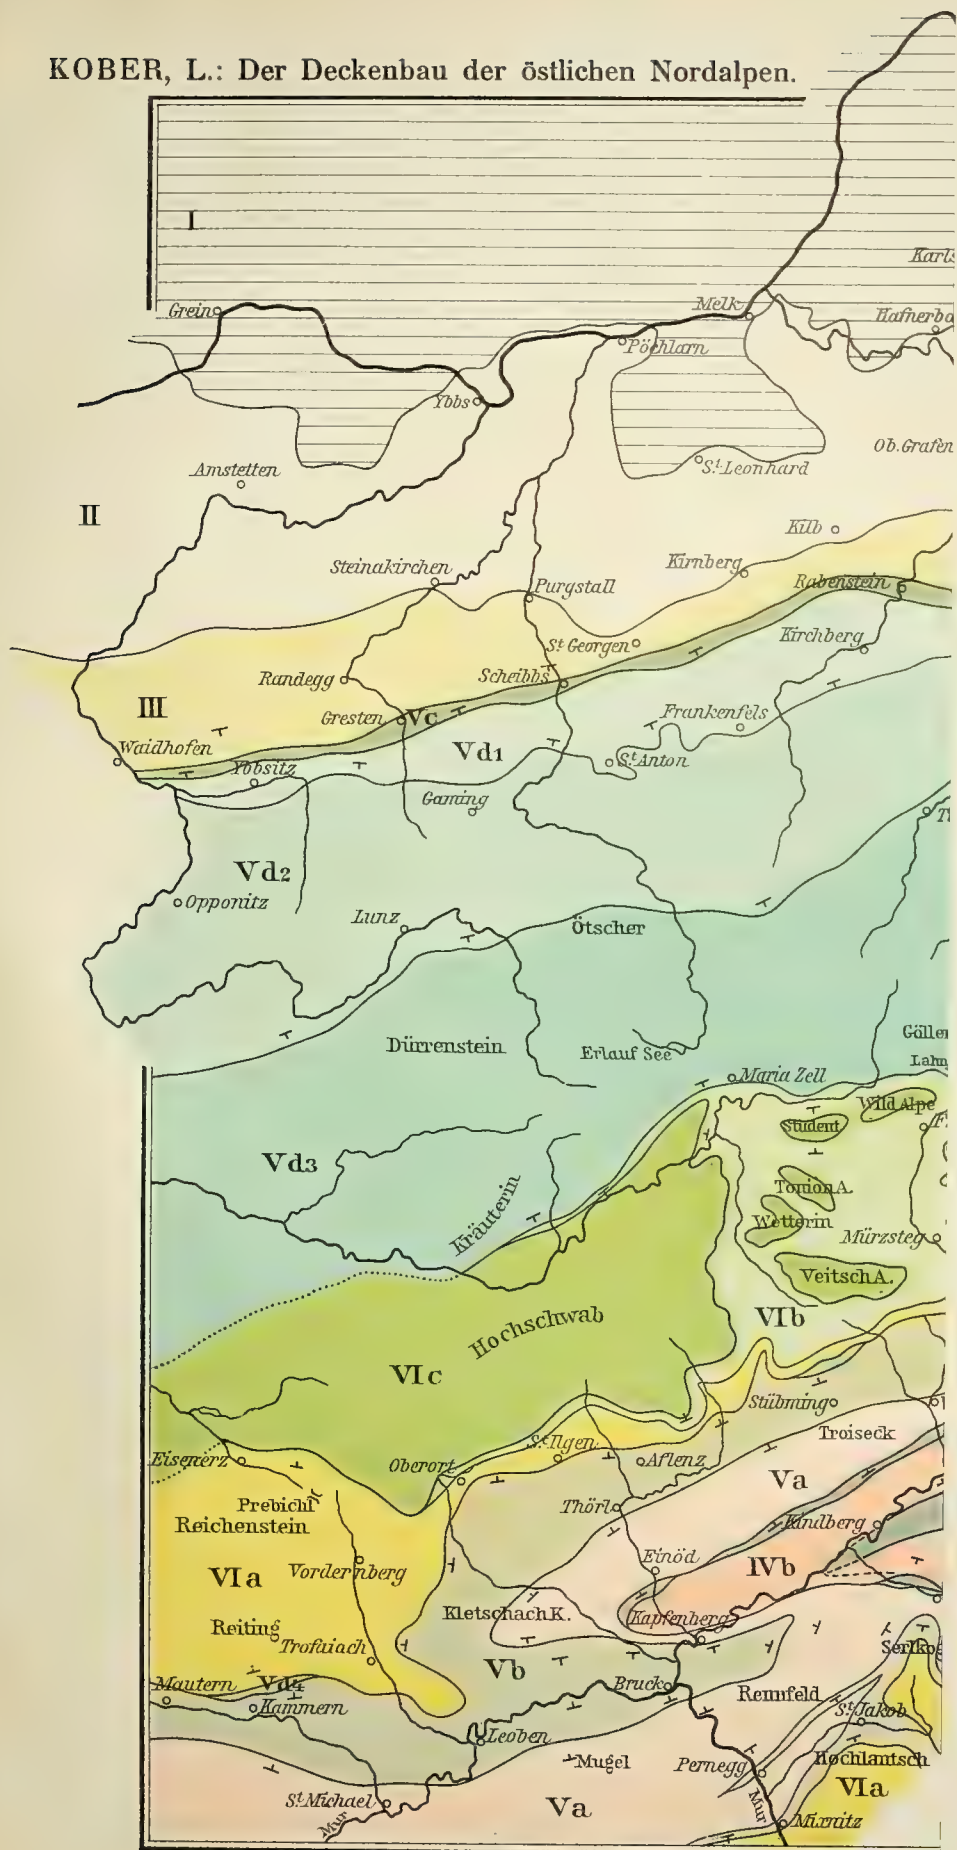 KOBER, L.: Der Deckenbau der östlichen Nordalpen.
I
Grein
Melk
Pöchlarn
Ybbs
Amstetten
St. Leonhard
Ob. Grafen
II
Kilb
Steinakirchen
Purgstall
Kirnberg
Rabenstein
St Georgen
Kirchberg
Randegg
Scheibbs
III
Gresten
Vc
Frankenfels
Waidhofen
Vd1
St. Anton
Ybbsitz
Gaming
Vd2
Opponitz
Lunz
Ötscher
Dürrenstein
Erlauf See
Maria Zell
Wild Alpe
Student
Vd3
Tonion A.
Kräuterin
Wetterin
Mürzsteg
Veitsch A.
Hochschwab
VIb
VIc
Stübming
Troiseck
St. Ilgen
Eisenerz
Oberort
Aflenz
Va
Prebichl
Thörl
Reichenstein
Kindberg
Einöd
VIa
Vordernberg
IVb
Kletschach K.
Kapfenberg
Reiting
Trofaiach
Vb
Mautern
Vd4
Bruck
Rennfeld
Kammern
St. Jakob
Leoben
Mugel
Pernegg
Hochlantsch
VIa
St. Michael
Va
Mur
Mur
Mixnitz